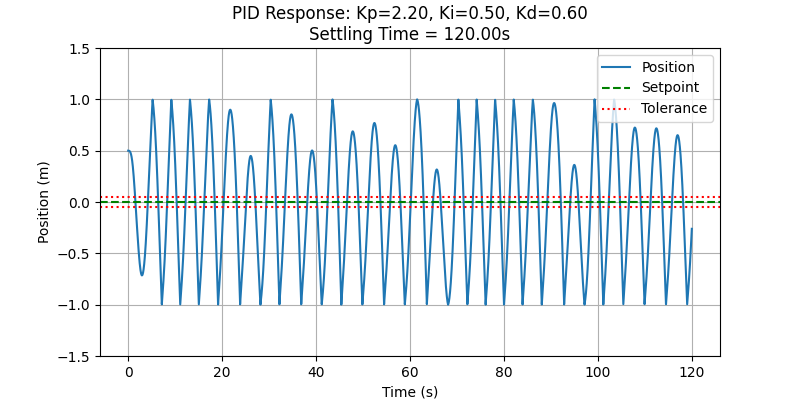 PID Response: Kp=2.20, Ki=0.50, Kd=0.60
Settling Time = 120.00s
1.5
1.0
0.5
0.0
−0.5
−1.0
−1.5
Position (m)
Position
Setpoint
Tolerance
0
20
40
60
80
100
120
Time (s)